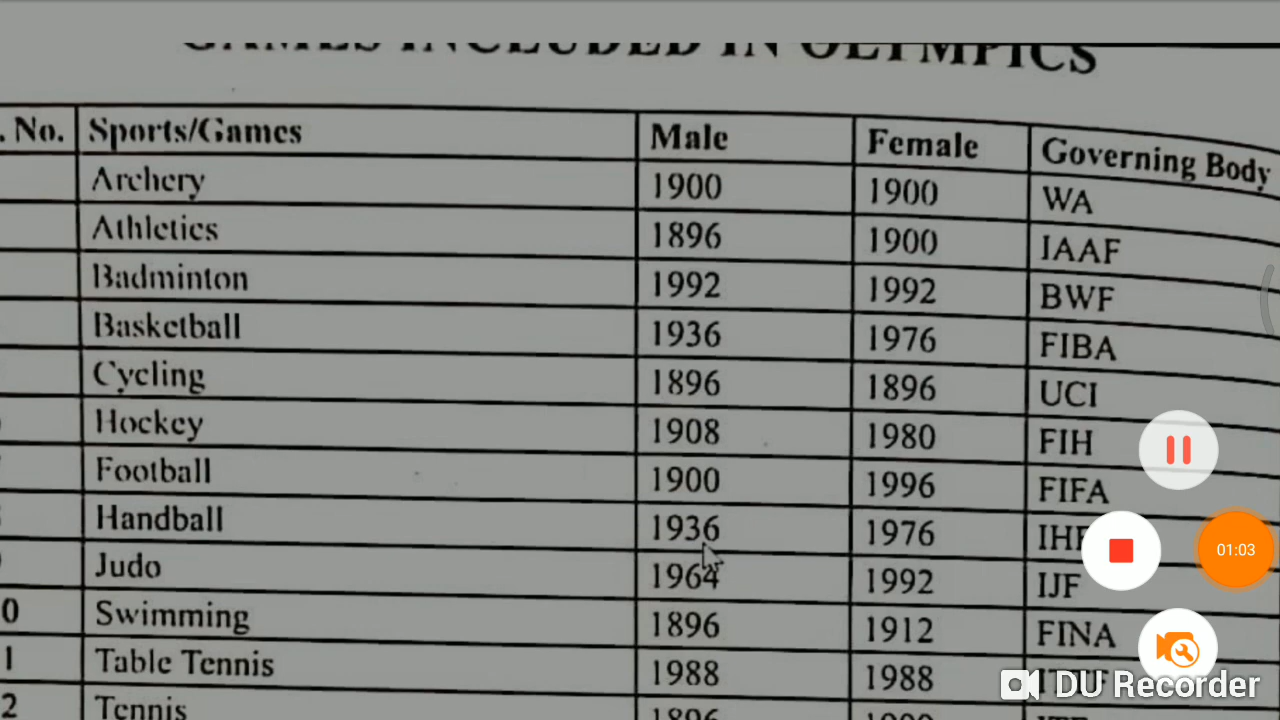 GAMES INCLUDED IN OLYMPICS
. No. Sports/Games Male Female Governing Body
Archery 1900 1900 WA
Athletics 1896 1900 IAAF
Badminton 1992 1992 BWF
Basketball 1936 1976 FIBA
Cycling 1896 1896 UCI
Hockey 1908 1980 FIH
Football 1900 1996 FIFA
Handball 1936 1976
Judo 1964 1992 IJF
01:03
0 Swimming 1896 1912 FINA
1 Table Tennis 1988 1988
2 Tennis 1896 1900
DU Recorder